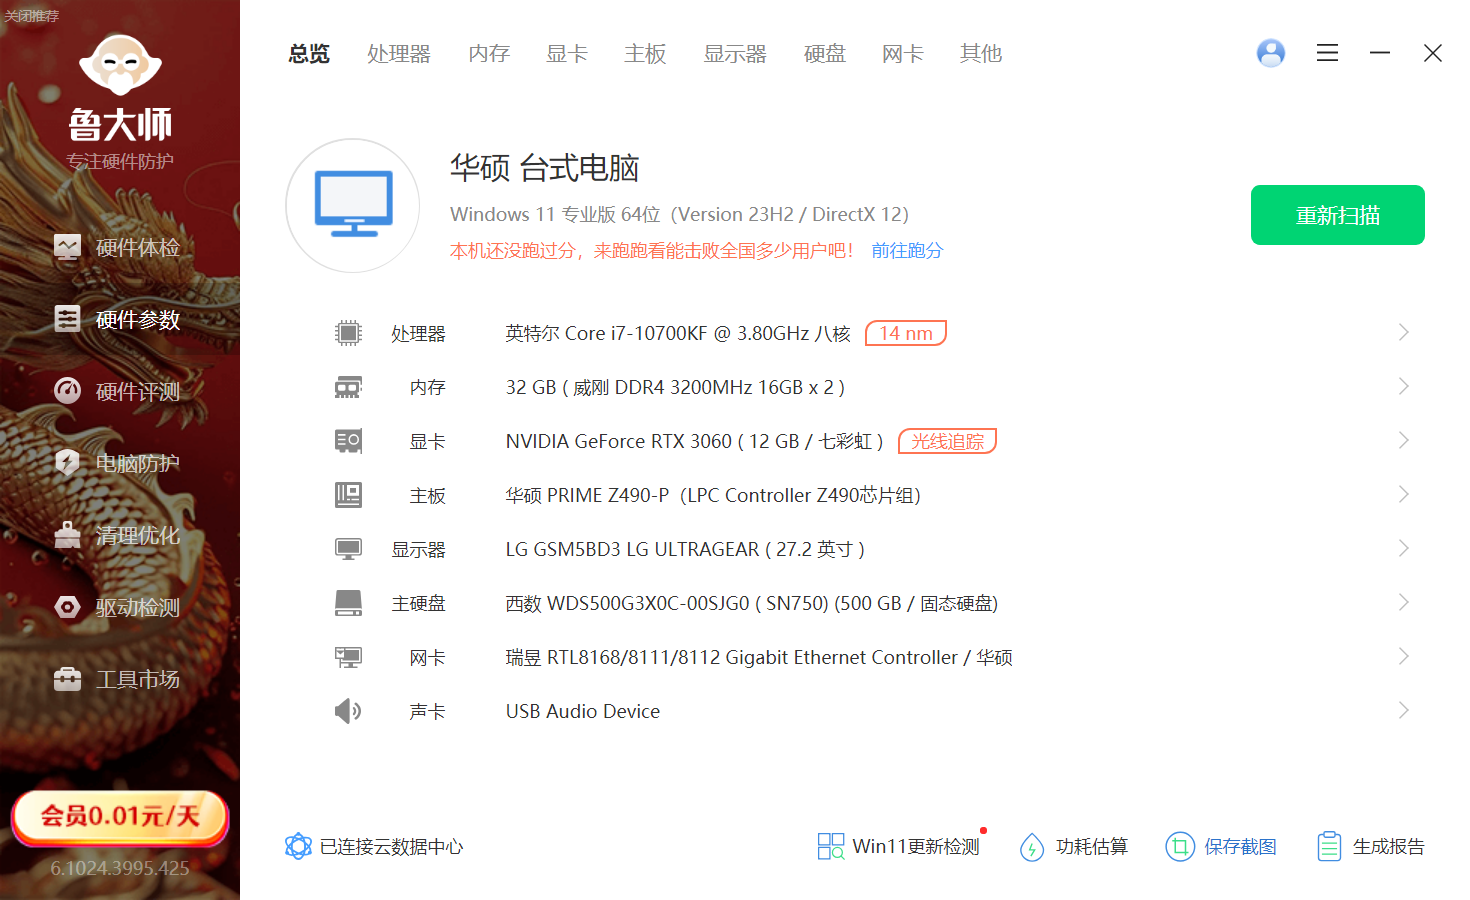 关闭推荐
鲁大师
专注硬件防护
硬件体检
硬件参数
硬件评测
电脑防护
清理优化
驱动检测
工具市场
会员0.01元/天
6.1024.3995.425
总览 处理器 内存 显卡 主板 显示器 硬盘 网卡 其他
华硕 台式电脑
Windows 11 专业版 64位（Version 23H2 / DirectX 12）
本机还没跑过分，来跑跑看能击败全国多少用户吧！ 前往跑分
重新扫描
处理器 英特尔 Core i7-10700KF @ 3.80GHz 八核 14 nm
内存 32 GB ( 威刚 DDR4 3200MHz 16GB x 2 )
显卡 NVIDIA GeForce RTX 3060 ( 12 GB / 七彩虹 ) 光线追踪
主板 华硕 PRIME Z490-P（LPC Controller Z490芯片组）
显示器 LG GSM5BD3 LG ULTRAGEAR ( 27.2 英寸 )
主硬盘 西数 WDS500G3X0C-00SJG0 ( SN750) (500 GB / 固态硬盘)
网卡 瑞昱 RTL8168/8111/8112 Gigabit Ethernet Controller / 华硕
声卡 USB Audio Device
已连接云数据中心 Win11更新检测 功耗估算 保存截图 生成报告